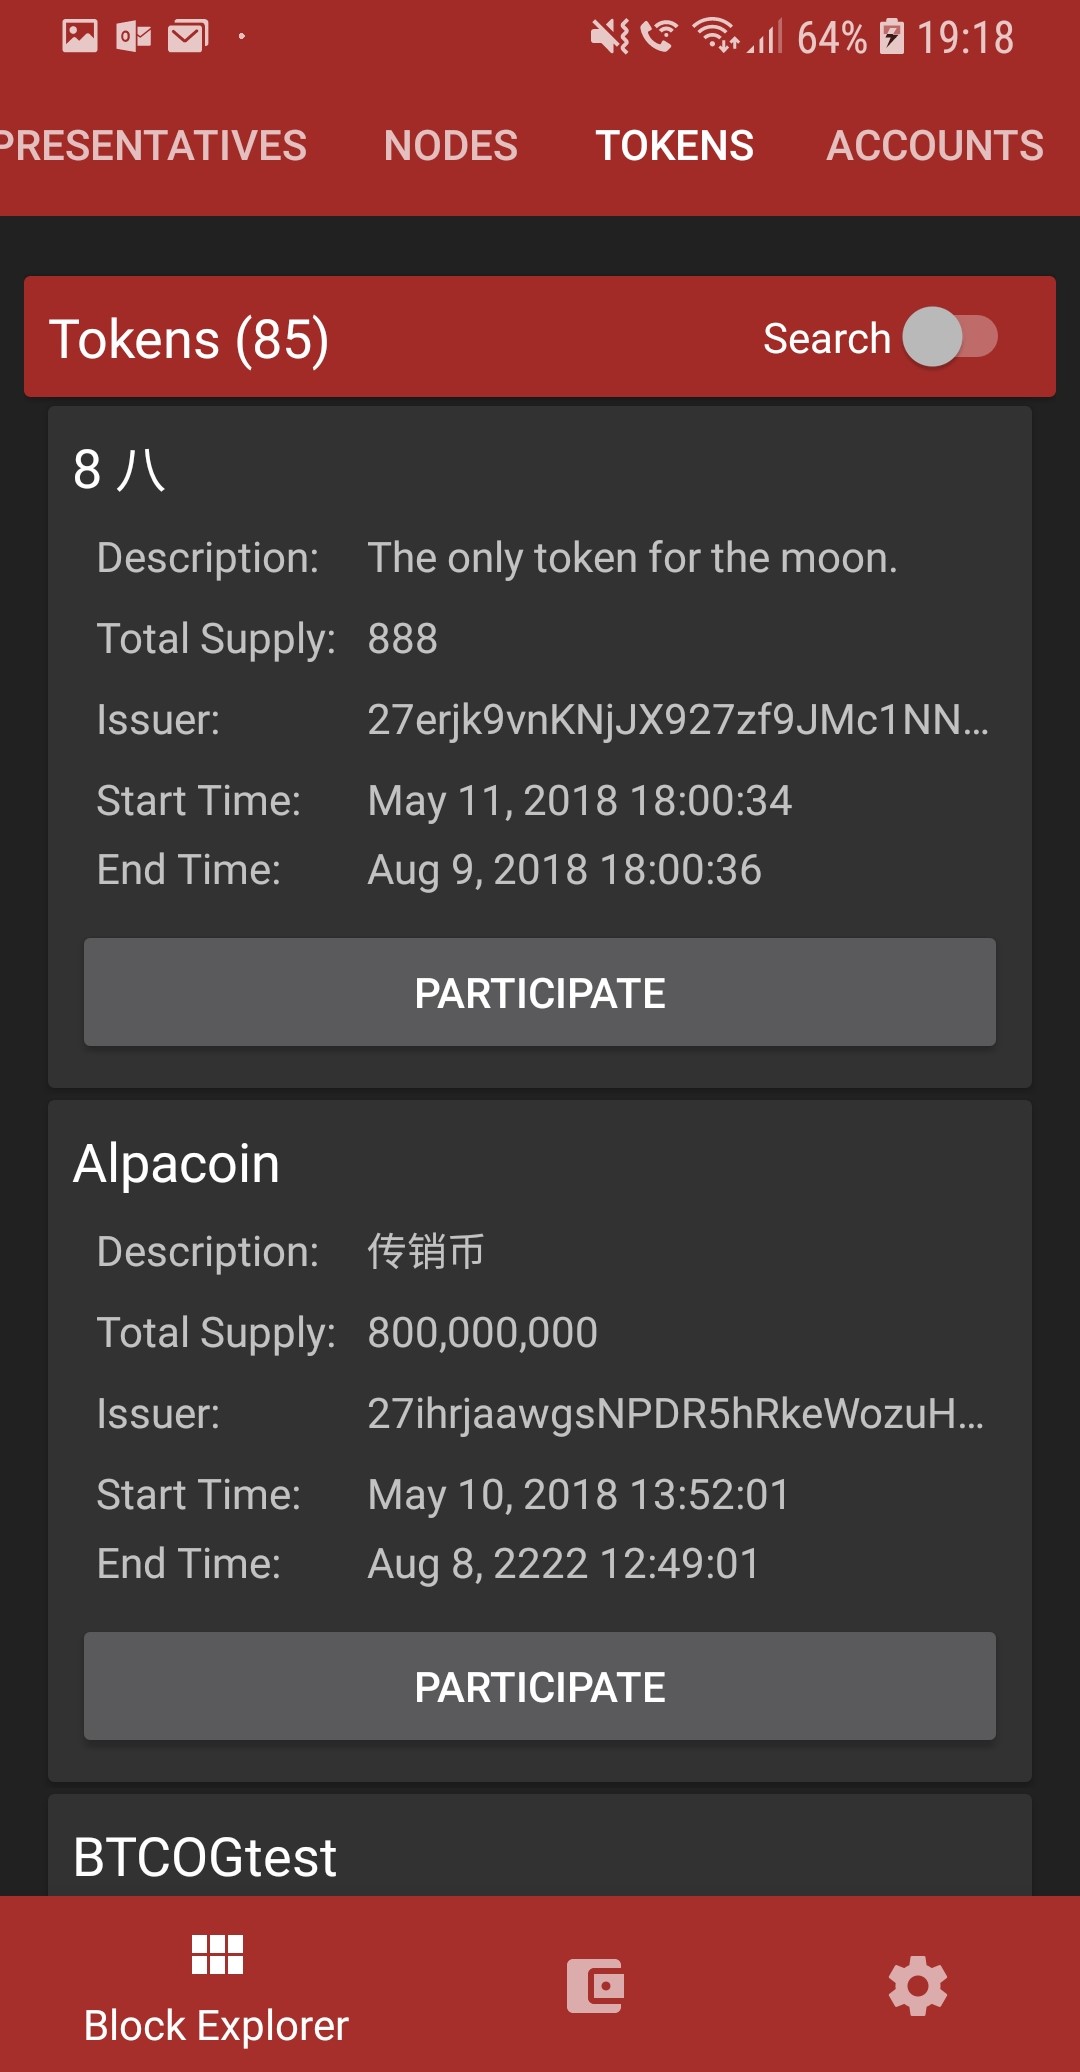 64% 19:18
PRESENTATIVES NODES TOKENS ACCOUNTS
Tokens (85) Search
8 八
Description: The only token for the moon.
Total Supply: 888
Issuer: 27erjk9vnKNjJX927zf9JMc1NN...
Start Time: May 11, 2018 18:00:34
End Time: Aug 9, 2018 18:00:36
PARTICIPATE
Alpacoin
Description: 传销币
Total Supply: 800,000,000
Issuer: 27ihrjaawgsNPDR5hRkeWozuH...
Start Time: May 10, 2018 13:52:01
End Time: Aug 8, 2222 12:49:01
PARTICIPATE
BTCOGtest
Block Explorer